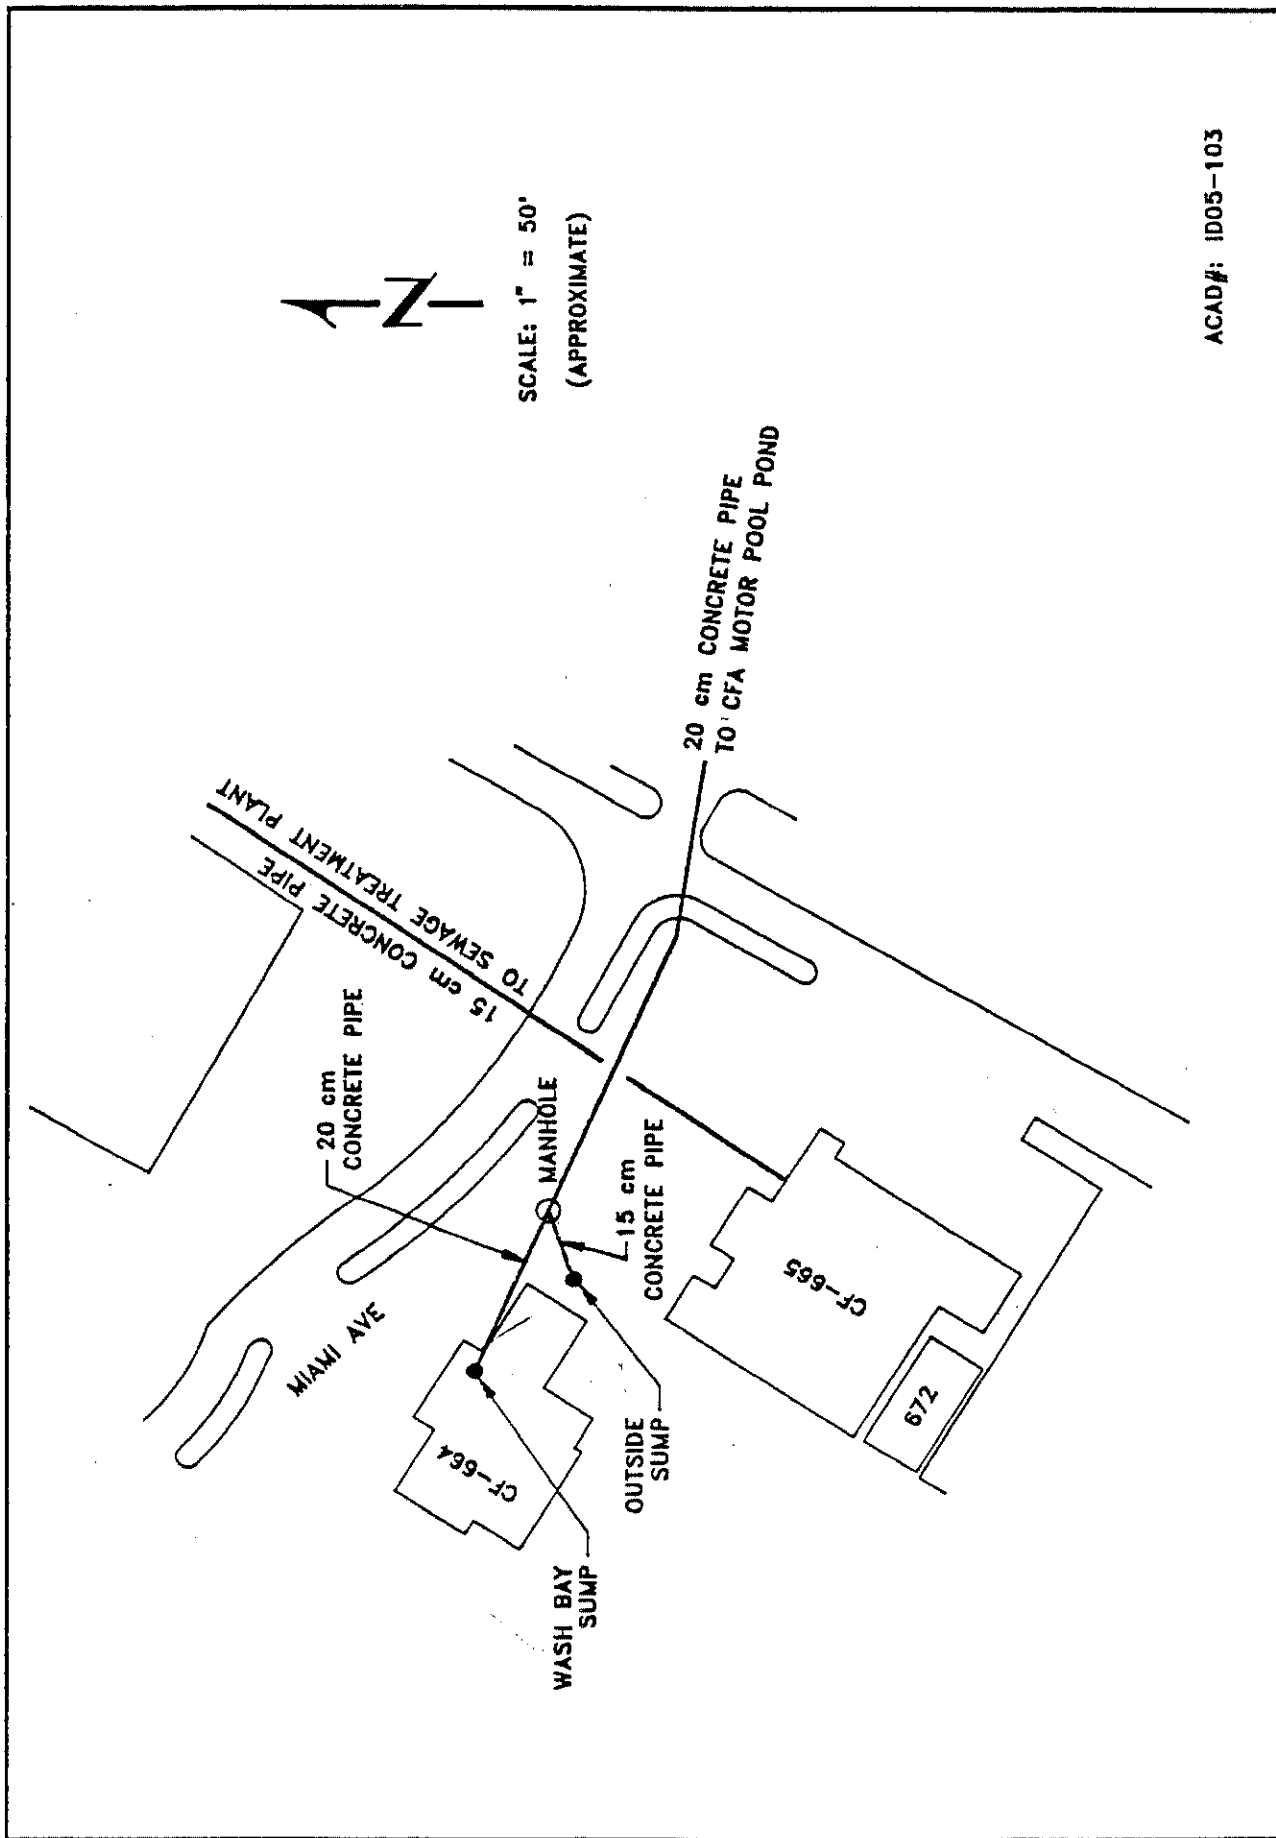 MIAMI AVE
20 cm
CONCRETE PIPE
15 cm CONCRETE PIPE
TO SEWAGE TREATMENT PLANT
N
SCALE: 1" = 50'
(APPROXIMATE)
WASH BAY
SUMP
CF-664
OUTSIDE
SUMP
MANHOLE
15 cm
CONCRETE PIPE
20 cm CONCRETE PIPE
TO CFA MOTOR POOL POND
CF-665
672
ACAD#: ID05-103